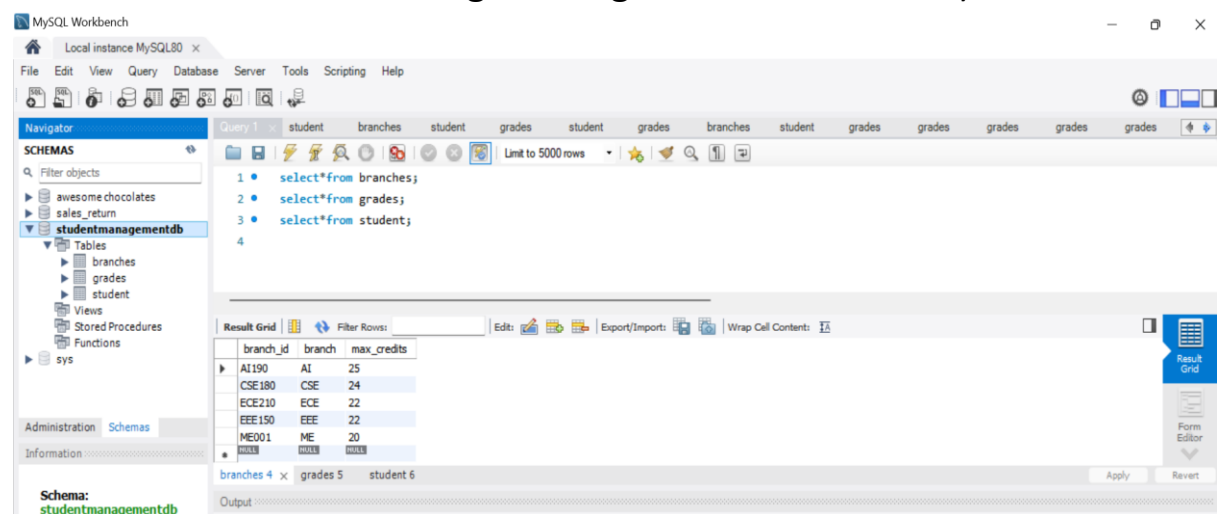 MySQL Workbench
Local instance MySQL80
File Edit View Query Database Server Tools Scripting Help
Navigator
SCHEMAS
Filter objects
awesome chocolates
sales_return
studentmanagementdb
Tables
branches
grades
student
Views
Stored Procedures
Functions
sys
Administration Schemas
Information
Schema:
studentmanagementdb
Query 1 student branches student grades student grades branches student grades grades grades grades grades
Limit to 5000 rows
1 select*from branches;
2 select*from grades;
3 select*from student;
4
Result Grid Filter Rows: Edit: Export/Import: Wrap Cell Content:
branch_id branch max_credits
AI190 AI 25
CSE180 CSE 24
ECE210 ECE 22
EEE150 EEE 22
ME001 ME 20
NULL NULL NULL
Result
Grid
Form
Editor
branches 4 grades 5 student 6
Apply Revert
Output